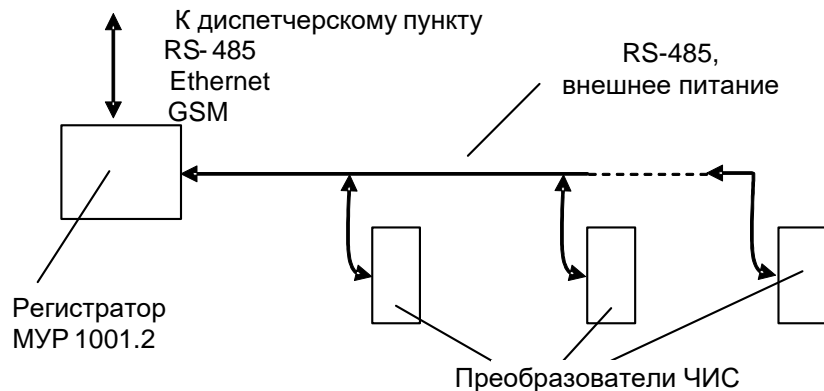 К диспетчерскому пункту
RS-485
Ethernet
GSM
RS-485,
внешнее питание
Регистратор
МУР 1001.2
Преобразователи ЧИС